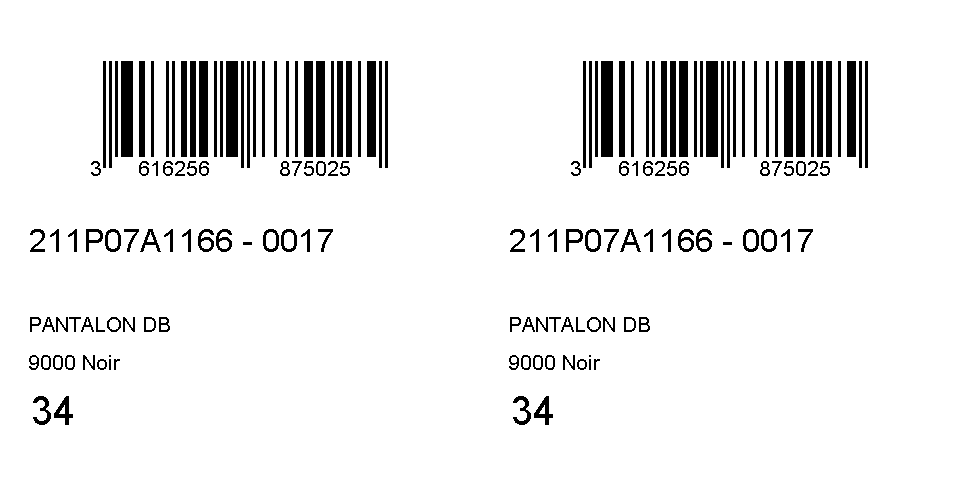 3 616256 875025
211P07A1166 - 0017
PANTALON DB
9000 Noir
34
3 616256 875025
211P07A1166 - 0017
PANTALON DB
9000 Noir
34